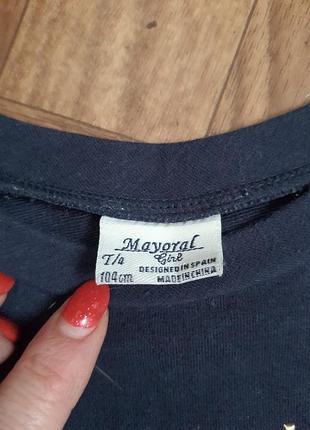 Mayoral
Girl
T/4
DESIGNED IN SPAIN
104cm
MADE IN CHINA